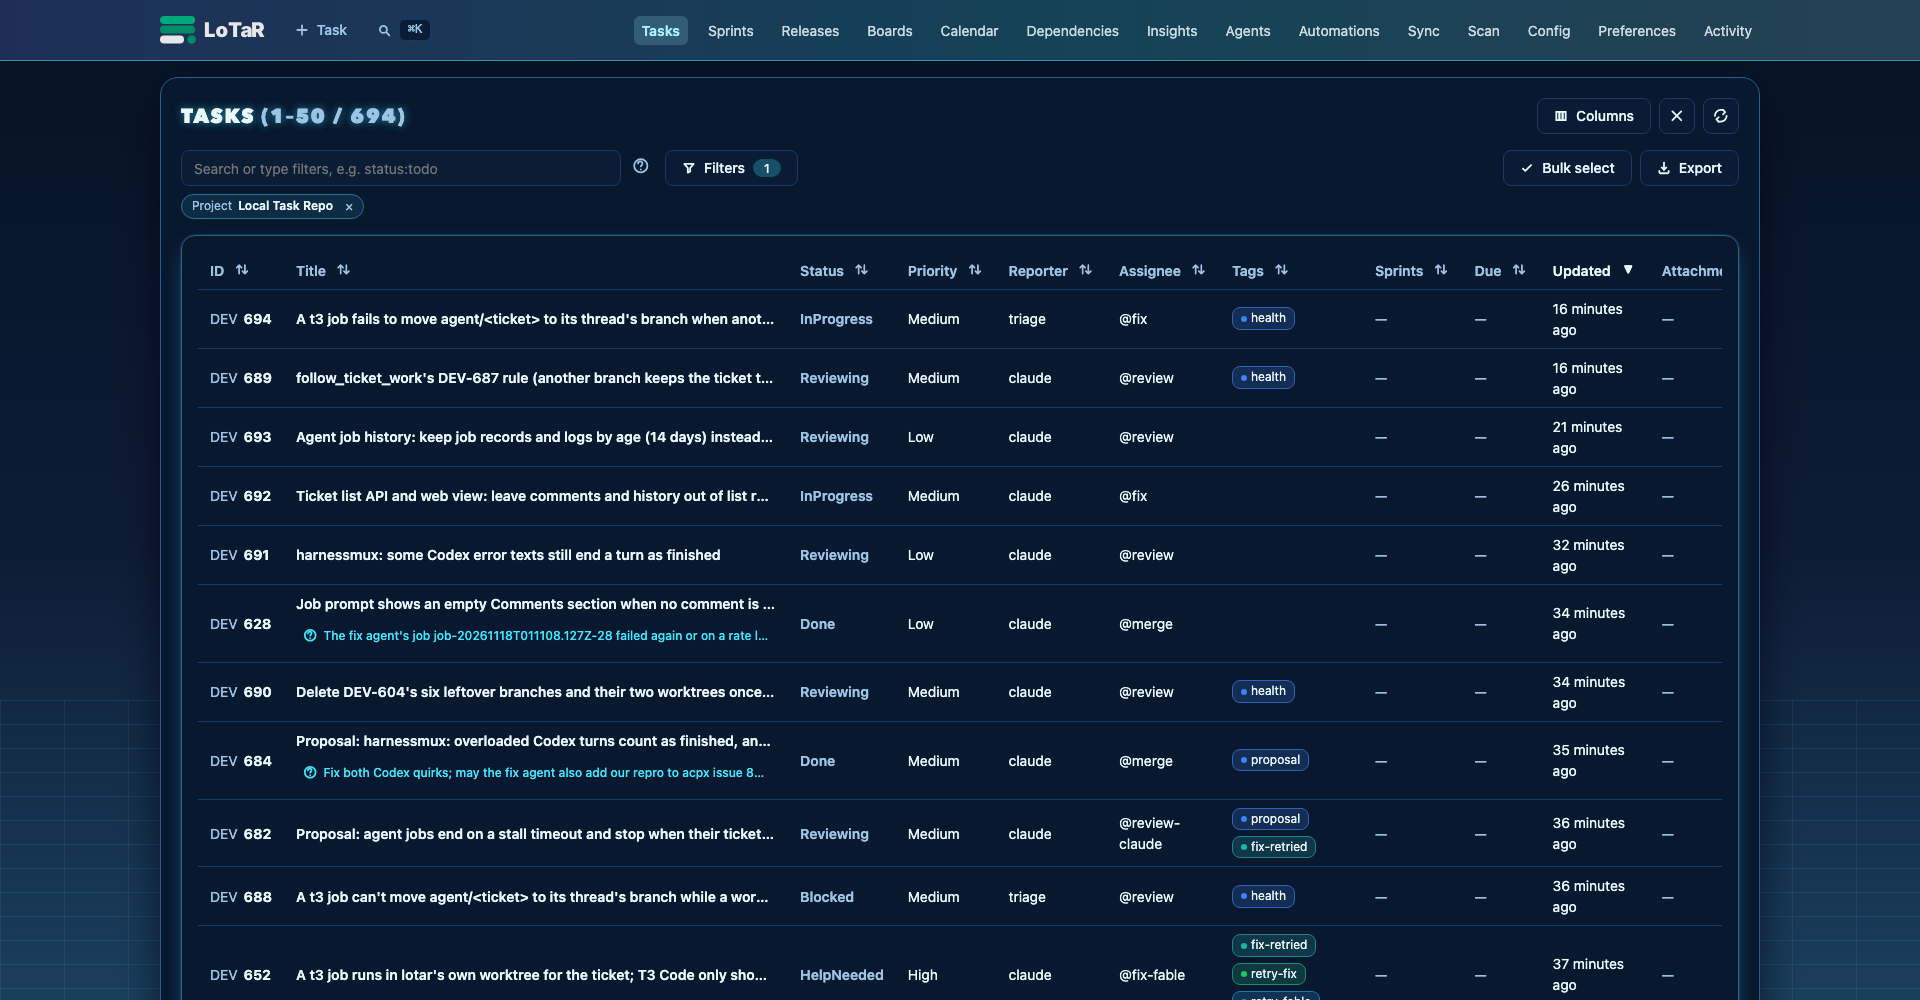 LoTaR
+ Task
⌘K
Tasks
Sprints
Releases
Boards
Calendar
Dependencies
Insights
Agents
Automations
Sync
Scan
Config
Preferences
Activity
TASKS (1-50 / 694)
Columns
Search or type filters, e.g. status:todo
Filters 1
Bulk select
Export
Project Local Task Repo ×
ID Title Status Priority Reporter Assignee Tags Sprints Due Updated Attachme
DEV 694 A t3 job fails to move agent/<ticket> to its thread's branch when anot... InProgress Medium triage @fix health — — 16 minutes ago —
DEV 689 follow_ticket_work's DEV-687 rule (another branch keeps the ticket t... Reviewing Medium claude @review health — — 16 minutes ago —
DEV 693 Agent job history: keep job records and logs by age (14 days) instead... Reviewing Low claude @review — — 21 minutes ago —
DEV 692 Ticket list API and web view: leave comments and history out of list r... InProgress Medium claude @fix — — 26 minutes ago —
DEV 691 harnessmux: some Codex error texts still end a turn as finished Reviewing Low claude @review — — 32 minutes ago —
DEV 628 Job prompt shows an empty Comments section when no comment is ... Done Low claude @merge — — 34 minutes ago —
The fix agent's job job-20261118T011108.127Z-28 failed again or on a rate l...
DEV 690 Delete DEV-604's six leftover branches and their two worktrees once... Reviewing Medium claude @review health — — 34 minutes ago —
DEV 684 Proposal: harnessmux: overloaded Codex turns count as finished, an... Done Medium claude @merge proposal — — 35 minutes ago —
Fix both Codex quirks; may the fix agent also add our repro to acpx issue 8...
DEV 682 Proposal: agent jobs end on a stall timeout and stop when their ticket... Reviewing Medium claude @review-claude proposal fix-retried — — 36 minutes ago —
DEV 688 A t3 job can't move agent/<ticket> to its thread's branch while a wor... Blocked Medium triage @review health — — 36 minutes ago —
DEV 652 A t3 job runs in lotar's own worktree for the ticket; T3 Code only sho... HelpNeeded High claude @fix-fable fix-retried retry-fix — — 37 minutes ago —